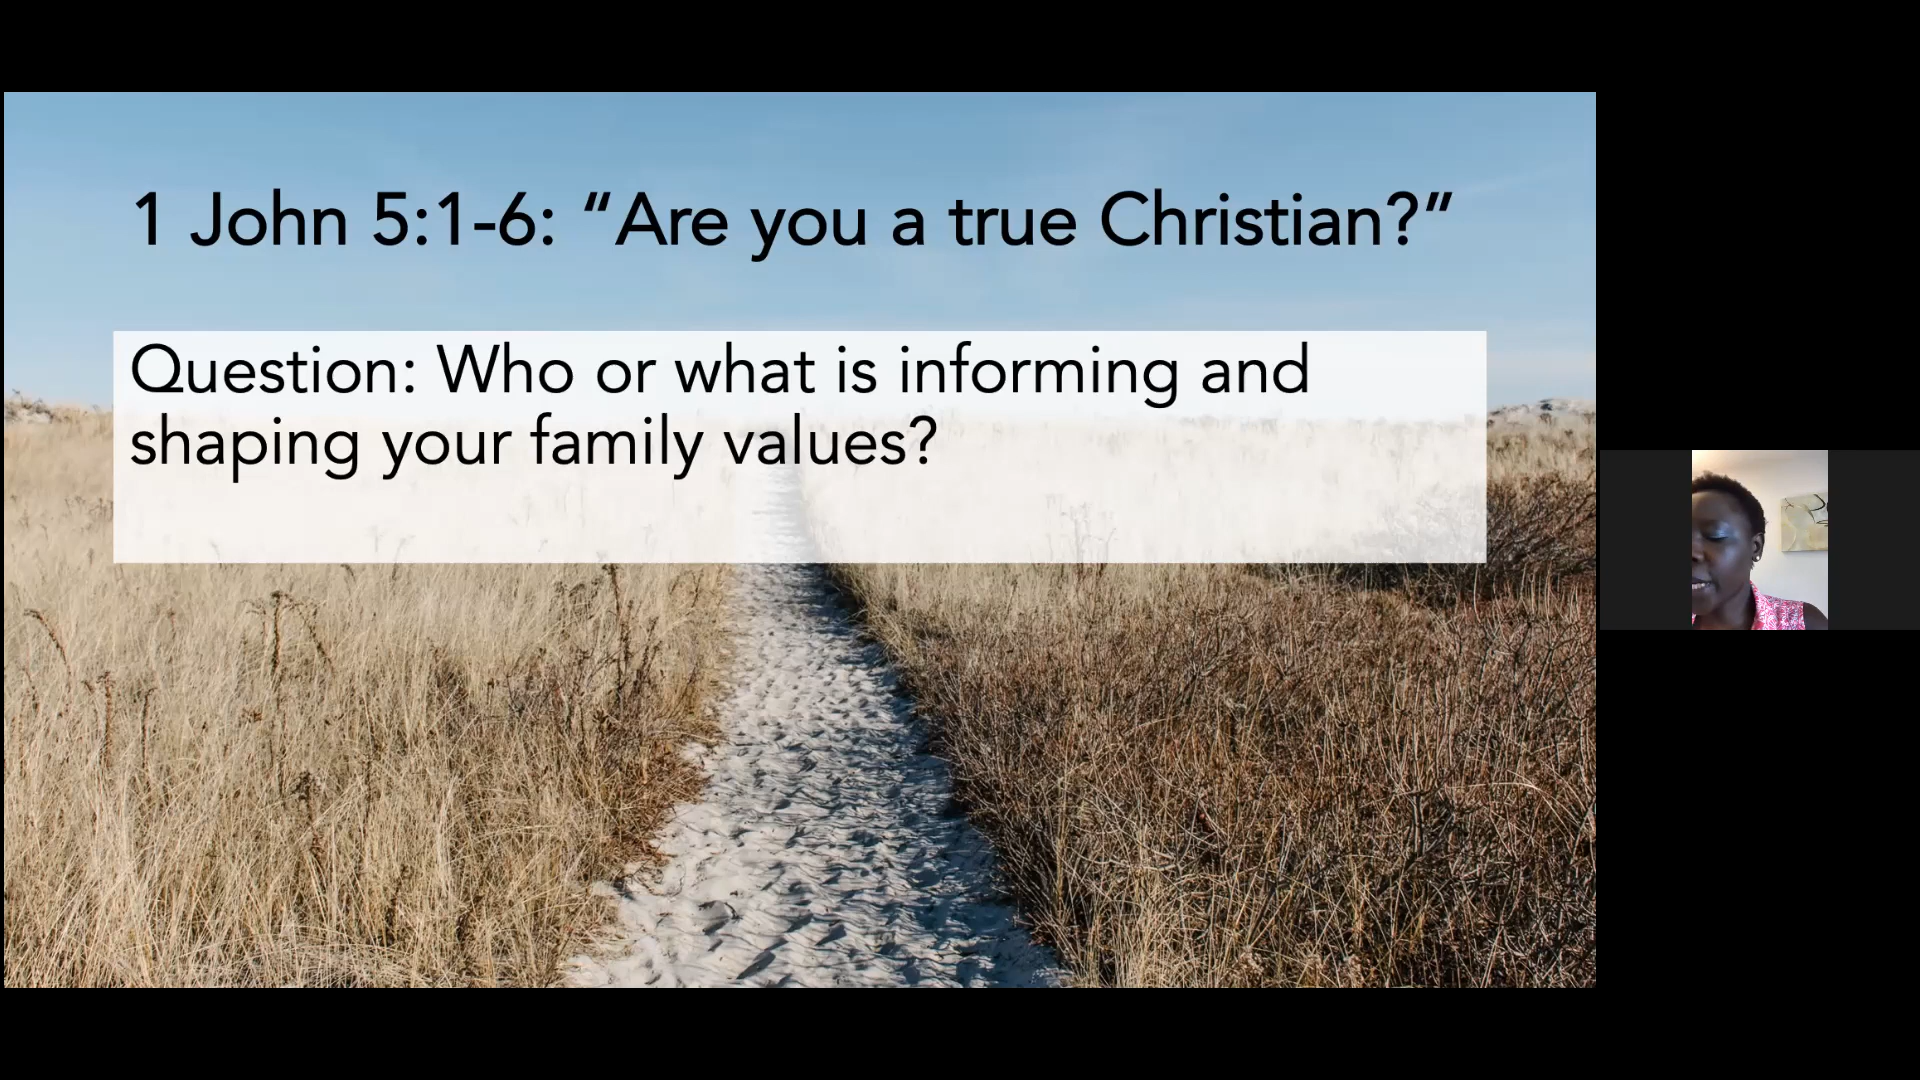 1 John 5:1-6: “Are you a true Christian?”
Question: Who or what is informing and
shaping your family values?